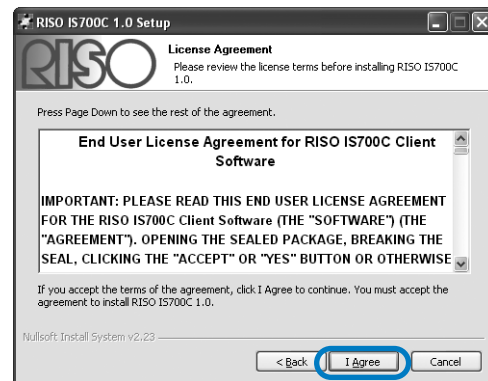 RISO IS700C 1.0 Setup
RISO
License Agreement
Please review the license terms before installing RISO IS700C
1.0.
Press Page Down to see the rest of the agreement.
End User License Agreement for RISO IS700C Client
Software
IMPORTANT: PLEASE READ THIS END USER LICENSE AGREEMENT
FOR THE RISO IS700C Client Software (THE "SOFTWARE") (THE
"AGREEMENT"). OPENING THE SEALED PACKAGE, BREAKING THE
SEAL, CLICKING THE "ACCEPT" OR "YES" BUTTON OR OTHERWISE
If you accept the terms of the agreement, click I Agree to continue. You must accept the
agreement to install RISO IS700C 1.0.
Nullsoft Install System v2.23
< Back
I Agree
Cancel